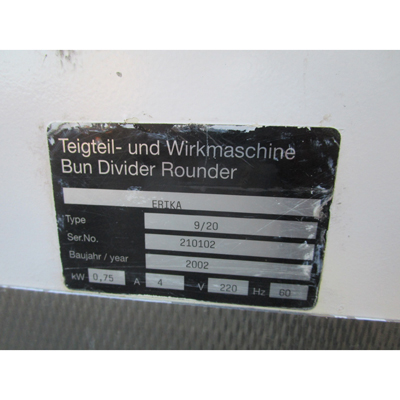 Teigteil- und Wirkmaschine
Bun Divider Rounder
ERIKA
Type 9/20
Ser.No. 210102
Baujahr / year 2002
kW 0,75 A 4 V 220 Hz 60